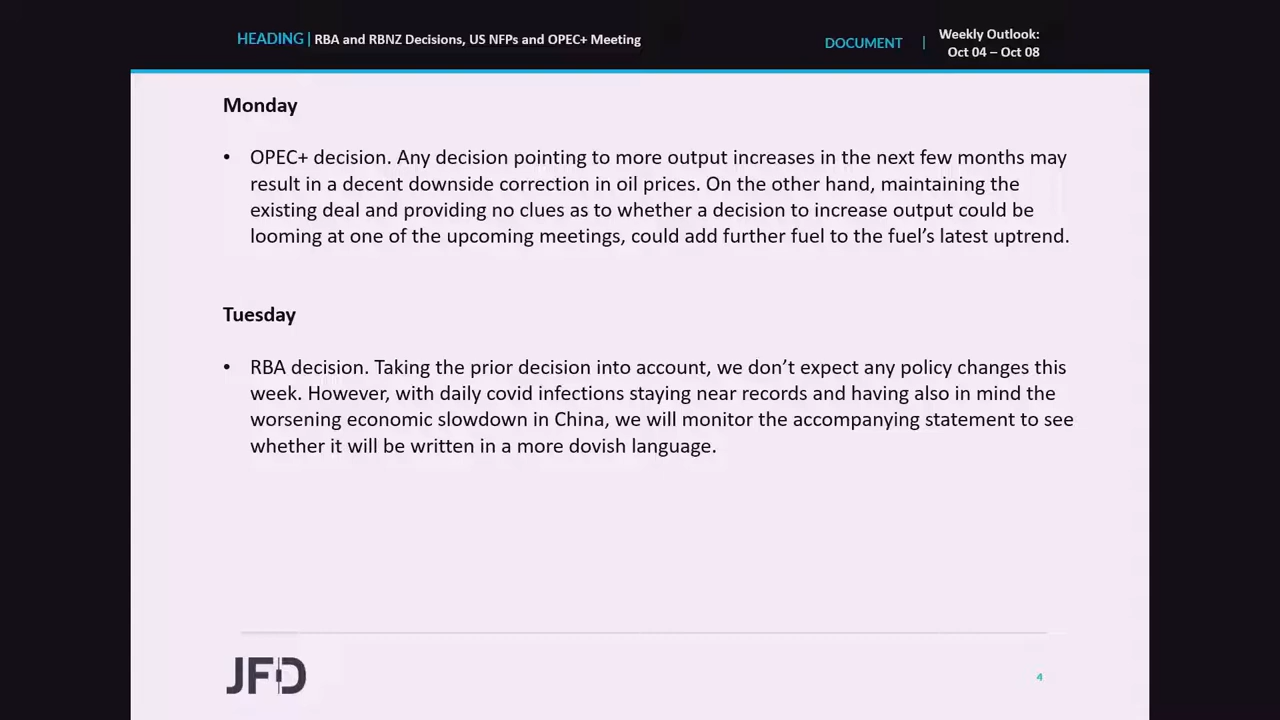 HEADING | RBA and RBNZ Decisions, US NFPs and OPEC+ Meeting
DOCUMENT | Weekly Outlook:
Oct 04 – Oct 08
Monday
• OPEC+ decision. Any decision pointing to more output increases in the next few months may
result in a decent downside correction in oil prices. On the other hand, maintaining the
existing deal and providing no clues as to whether a decision to increase output could be
looming at one of the upcoming meetings, could add further fuel to the fuel’s latest uptrend.
Tuesday
• RBA decision. Taking the prior decision into account, we don’t expect any policy changes this
week. However, with daily covid infections staying near records and having also in mind the
worsening economic slowdown in China, we will monitor the accompanying statement to see
whether it will be written in a more dovish language.
JFD
4